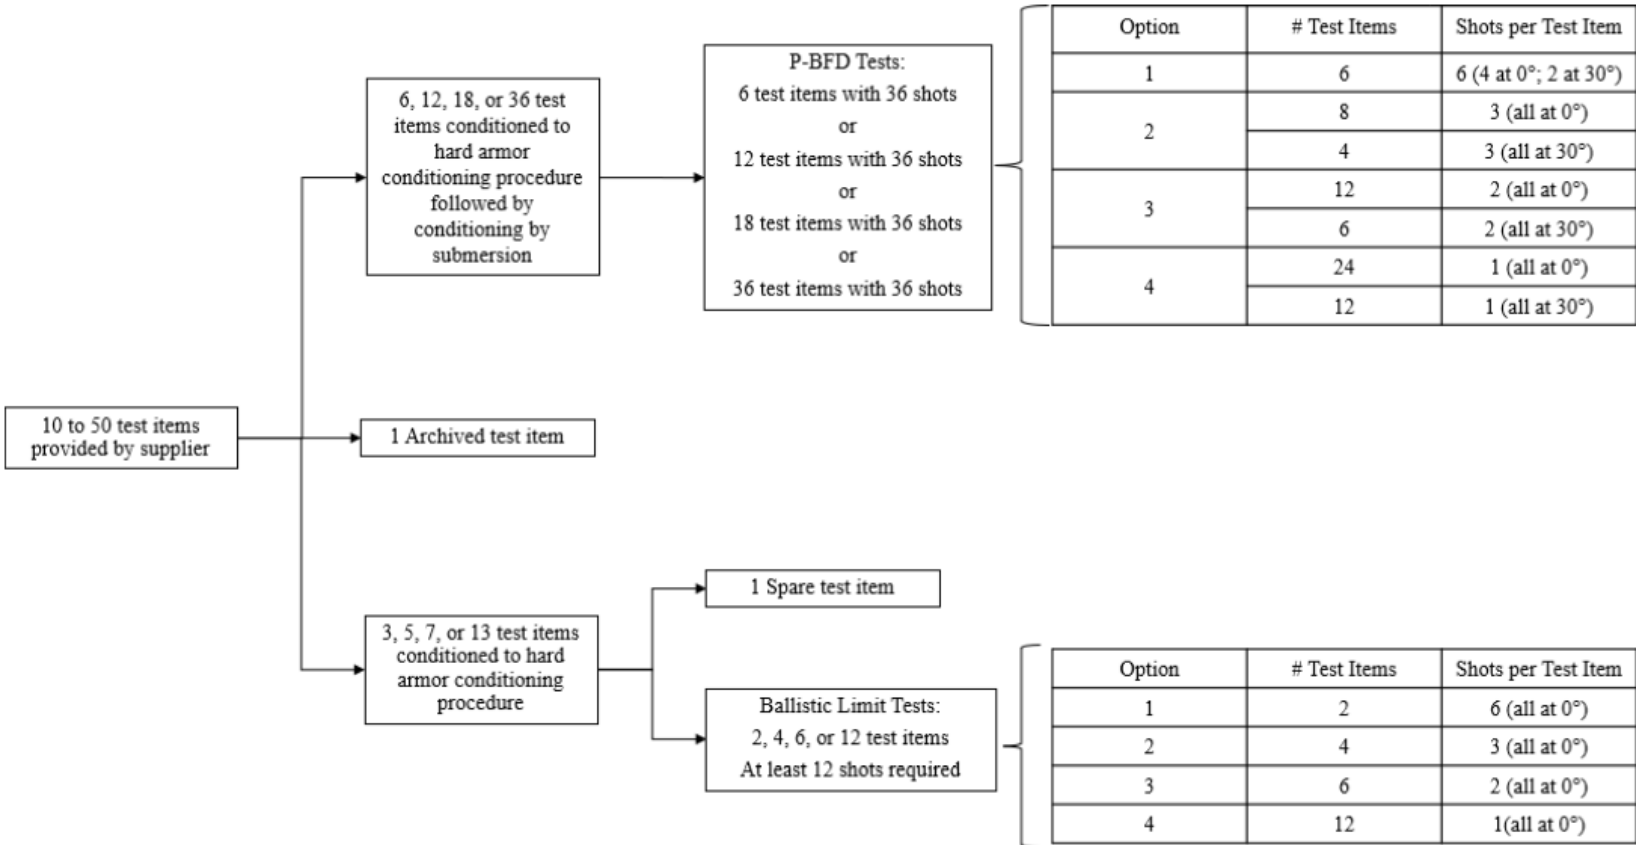 10 to 50 test items
provided by supplier
6, 12, 18, or 36 test
items conditioned to
hard armor
conditioning procedure
followed by
conditioning by
submersion
P-BFD Tests:
6 test items with 36 shots
or
12 test items with 36 shots
or
18 test items with 36 shots
or
36 test items with 36 shots
Option # Test Items Shots per Test Item
1 6 6 (4 at 0°; 2 at 30°)
2 8 3 (all at 0°)
4 3 (all at 30°)
3 12 2 (all at 0°)
6 2 (all at 30°)
4 24 1 (all at 0°)
12 1 (all at 30°)
1 Archived test item
3, 5, 7, or 13 test items
conditioned to hard
armor conditioning
procedure
1 Spare test item
Ballistic Limit Tests:
2, 4, 6, or 12 test items
At least 12 shots required
Option # Test Items Shots per Test Item
1 2 6 (all at 0°)
2 4 3 (all at 0°)
3 6 2 (all at 0°)
4 12 1(all at 0°)